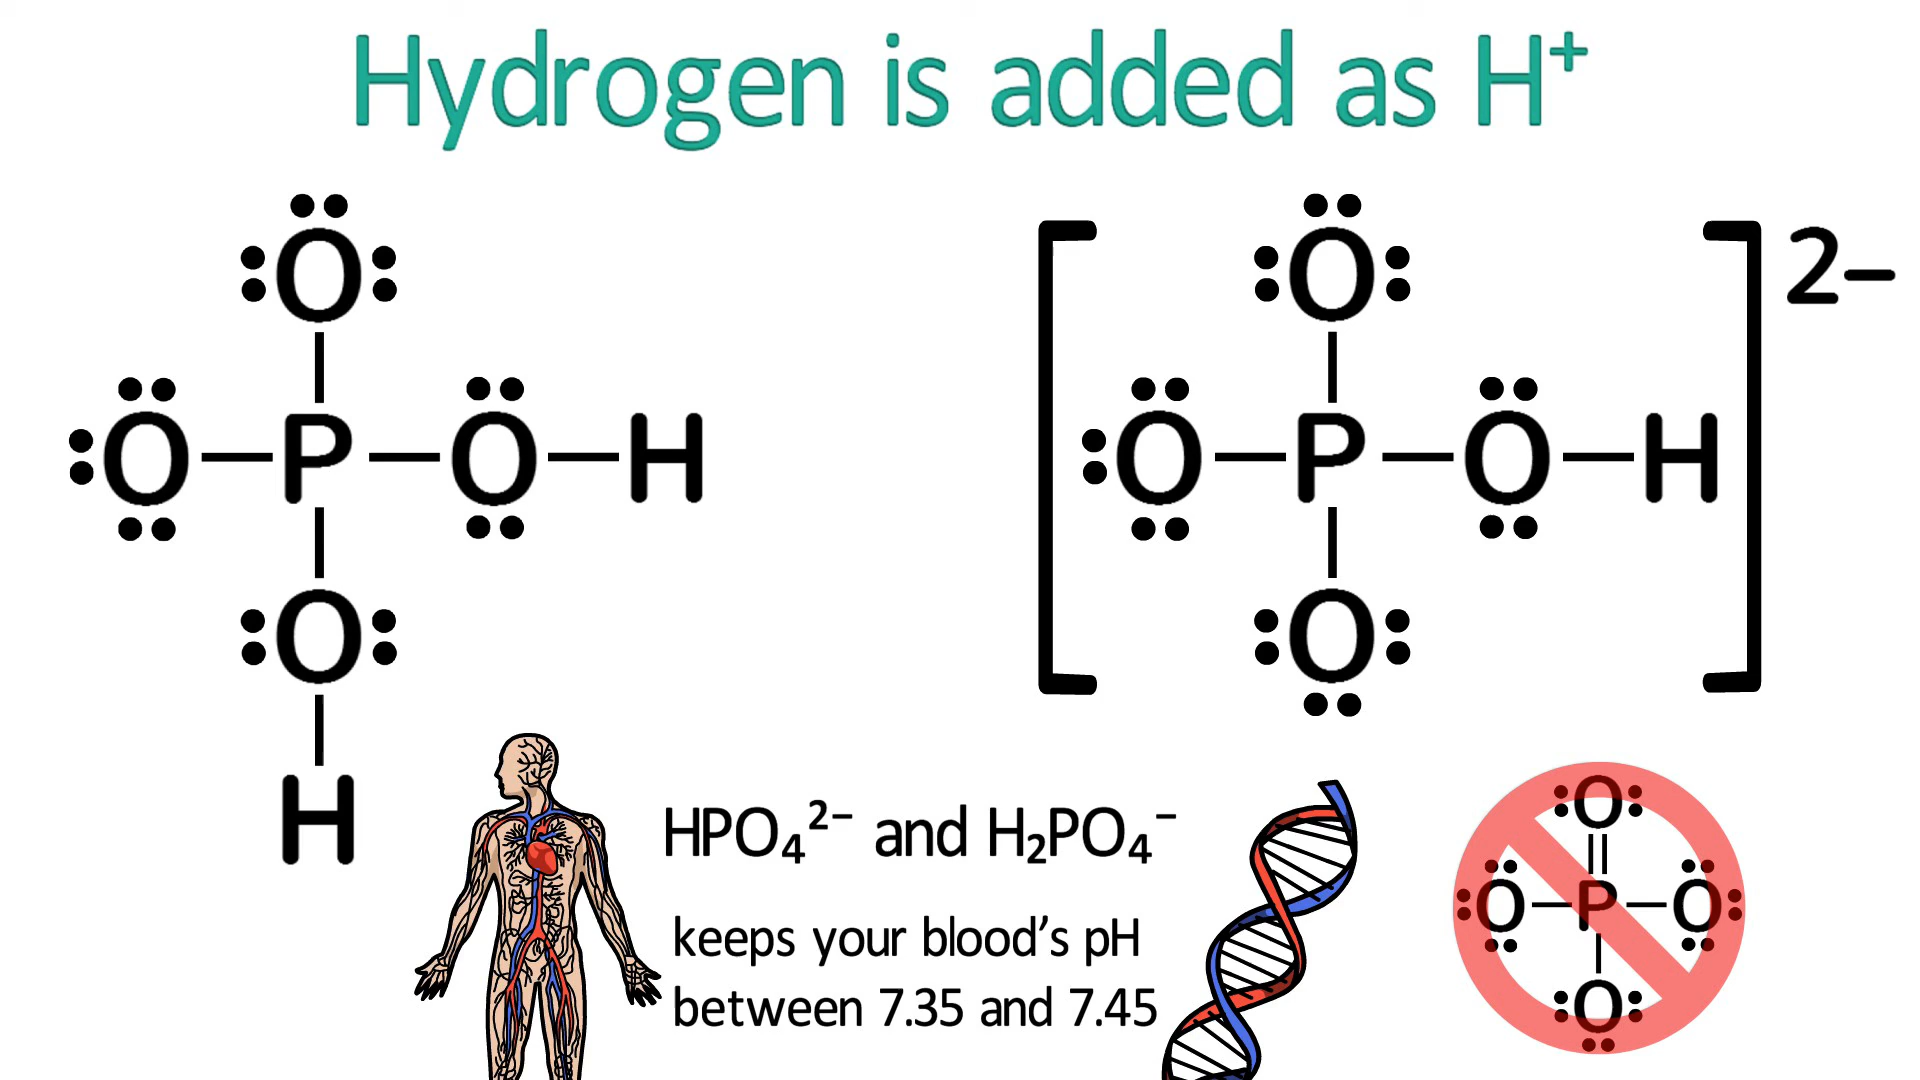 Hydrogen is added as H⁺
O
O P O H
O
H
O 2–
O P O H
O
HPO₄²⁻ and H₂PO₄⁻
keeps your blood’s pH
between 7.35 and 7.45
O
O P O
O